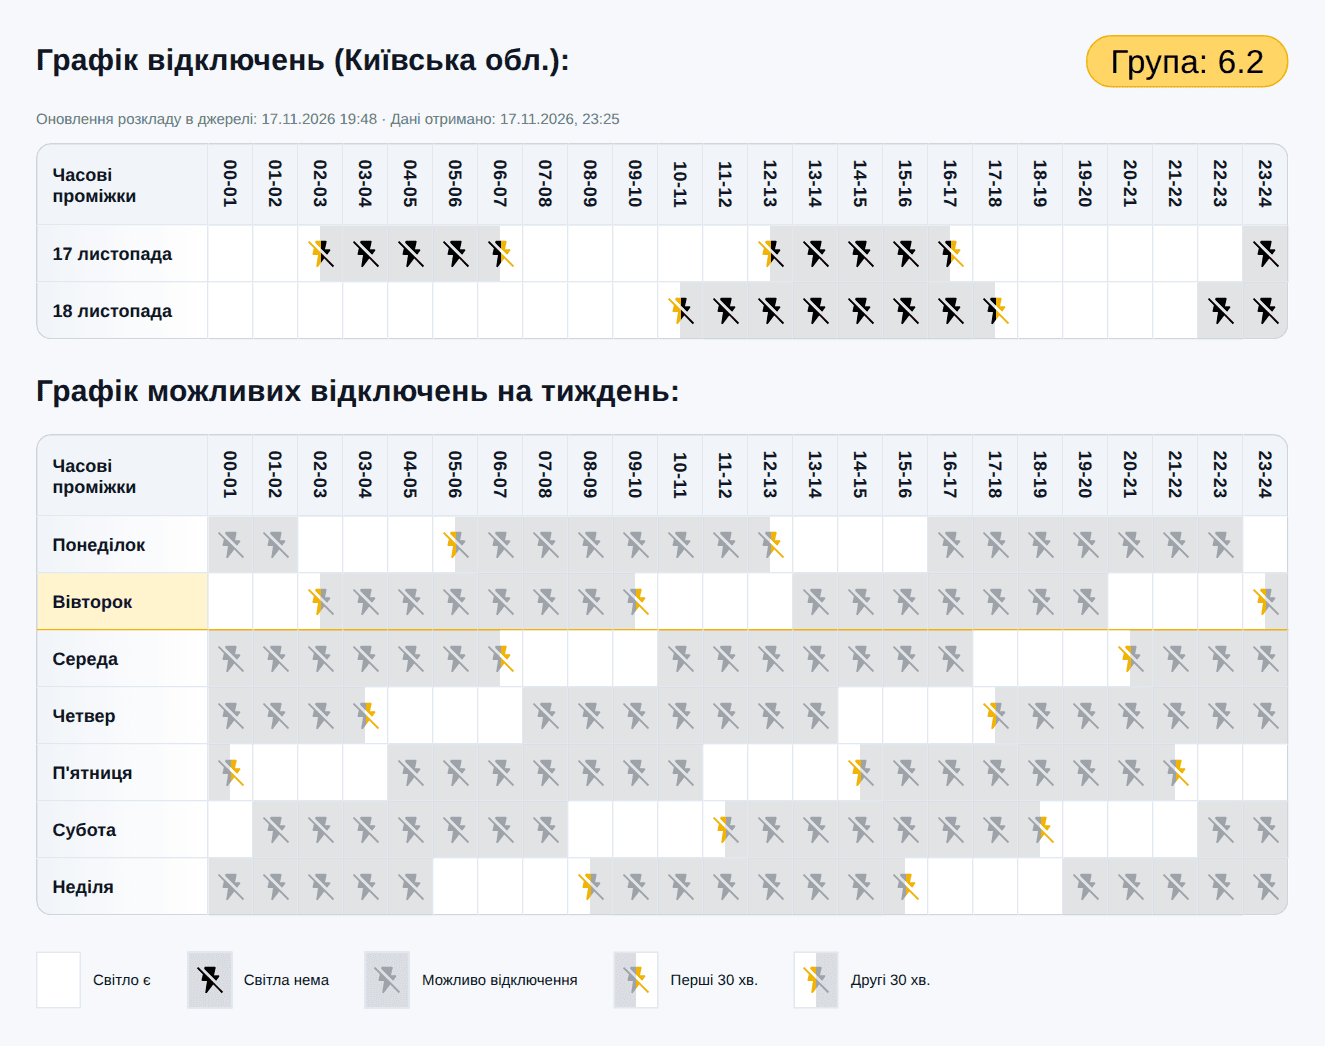 Графік відключень (Київська обл.):
Група: 6.2
Оновлення розкладу в джерелі: 17.11.2026 19:48 · Дані отримано: 17.11.2026, 23:25
Часові
проміжки
00-01 01-02 02-03 03-04 04-05 05-06 06-07 07-08 08-09 09-10 10-11 11-12 12-13 13-14 14-15 15-16 16-17 17-18 18-19 19-20 20-21 21-22 22-23 23-24
17 листопада
18 листопада
Графік можливих відключень на тиждень:
Часові
проміжки
00-01 01-02 02-03 03-04 04-05 05-06 06-07 07-08 08-09 09-10 10-11 11-12 12-13 13-14 14-15 15-16 16-17 17-18 18-19 19-20 20-21 21-22 22-23 23-24
Понеділок
Вівторок
Середа
Четвер
П'ятниця
Субота
Неділя
Світло є
Світла нема
Можливо відключення
Перші 30 хв.
Другі 30 хв.